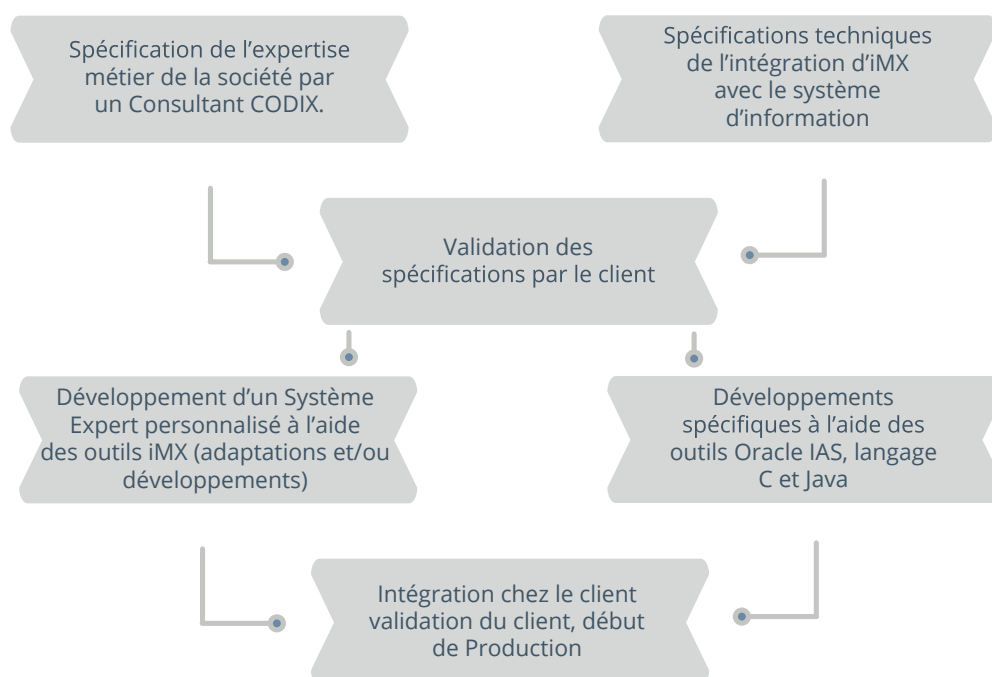 Spécification de l’expertise
métier de la société par
un Consultant CODIX.
Spécifications techniques
de l’intégration d’iMX
avec le système
d’information
Validation des
spécifications par le client
Développement d’un Système
Expert personnalisé à l’aide
des outils iMX (adaptations et/ou
développements)
Développements
spécifiques à l’aide des
outils Oracle IAS, langage
C et Java
Intégration chez le client
validation du client, début
de Production